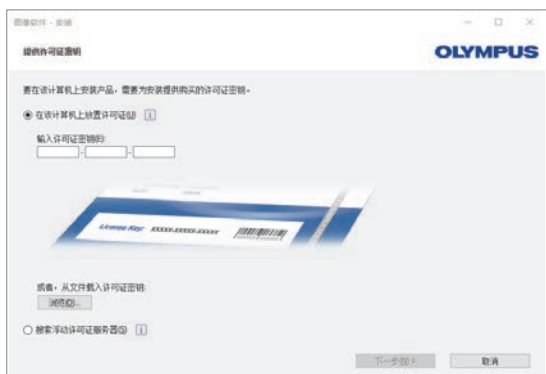 图像软件 - 安装
提供许可证密钥
OLYMPUS
要在该计算机上安装产品，需要为安装提供购买的许可证密钥。
在该计算机上放置许可证(U)
输入许可证密钥(E):
- -
License Key: XXXXX-XXXXX-XXXXX
或者，从文件载入许可证密钥:
浏览(O)...
搜索浮动许可证服务器(S)
取消